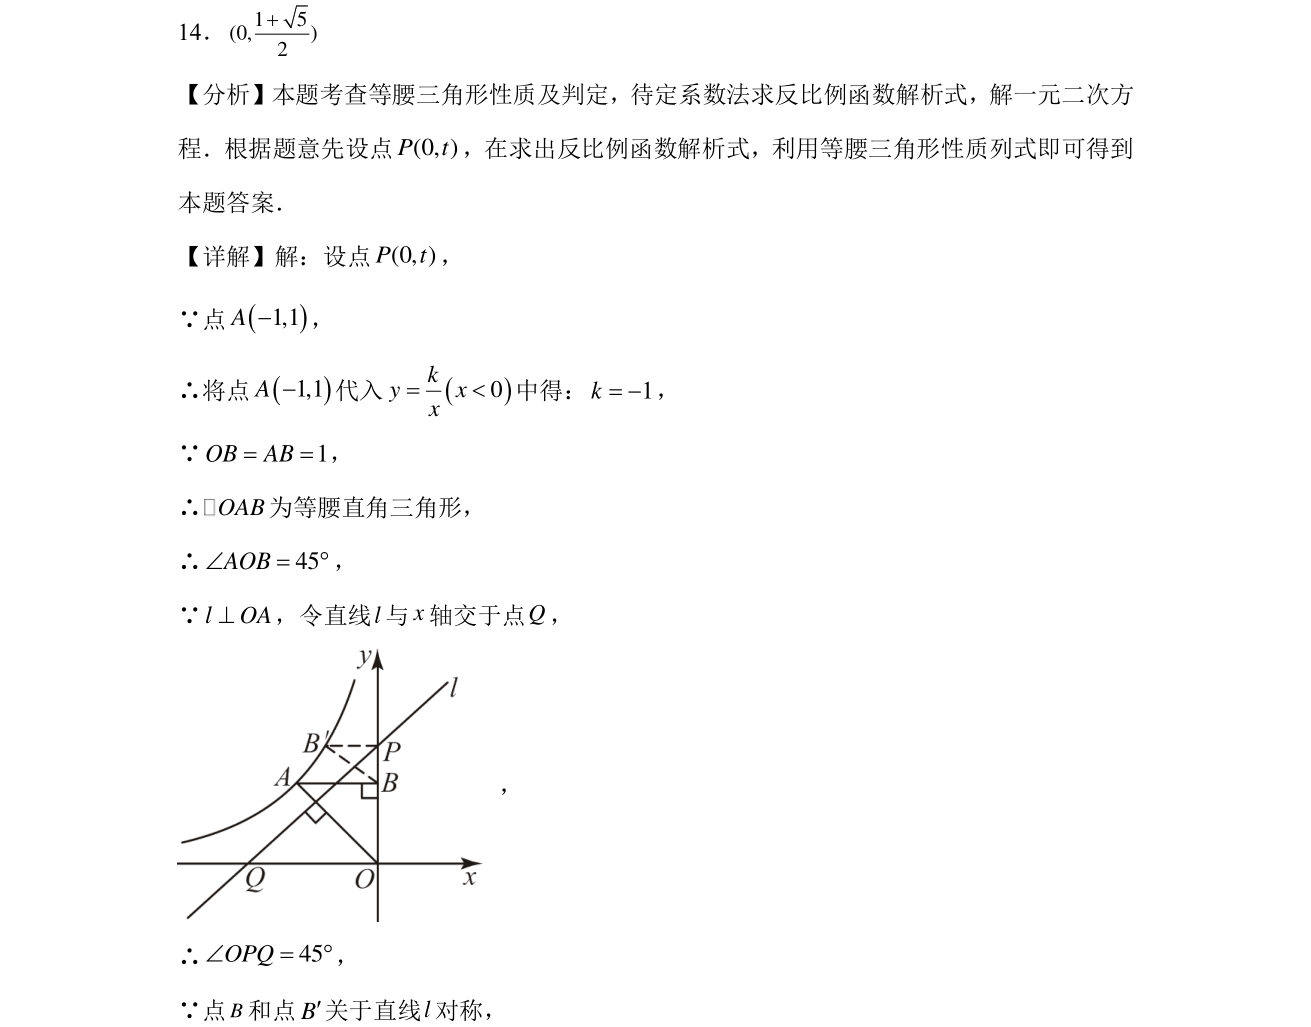 14. (0, \frac{1+\sqrt{5}}{2})
【分析】本题考查等腰三角形性质及判定，待定系数法求反比例函数解析式，解一元二次方
程．根据题意先设点P(0,t)，在求出反比例函数解析式，利用等腰三角形性质列式即可得到
本题答案．
【详解】解：设点P(0,t)，
∵点A(−1,1)，
∴将点A(−1,1)代入 y = \frac{k}{x}(x<0)中得：k = −1，
∵OB = AB = 1，
∴□OAB为等腰直角三角形，
∴∠AOB = 45°，
∵l⊥OA，令直线l与x轴交于点Q，
y
l
B′
P
A
B
，
Q
O
x
∴∠OPQ = 45°，
∵点B和点B′关于直线l对称，